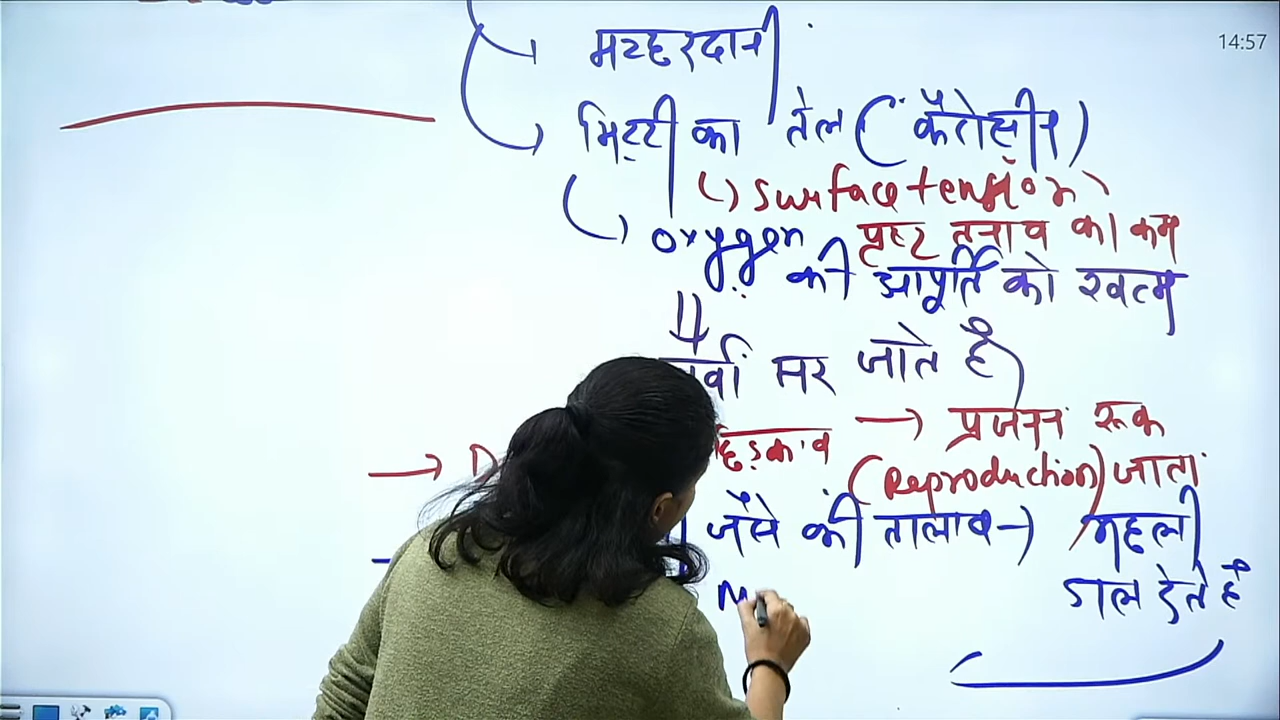 14:57
मच्छरदानी
मिट्टी का तेल (कैरोसीन)
surface tension
oxygen पृष्ट तनाव को कम
की आपूर्ति को खत्म
मर जाते है
छिड़काव → प्रजनन रूक
(Reproduction) जाता
जैसे की तालाब → मछली
डाल देते है